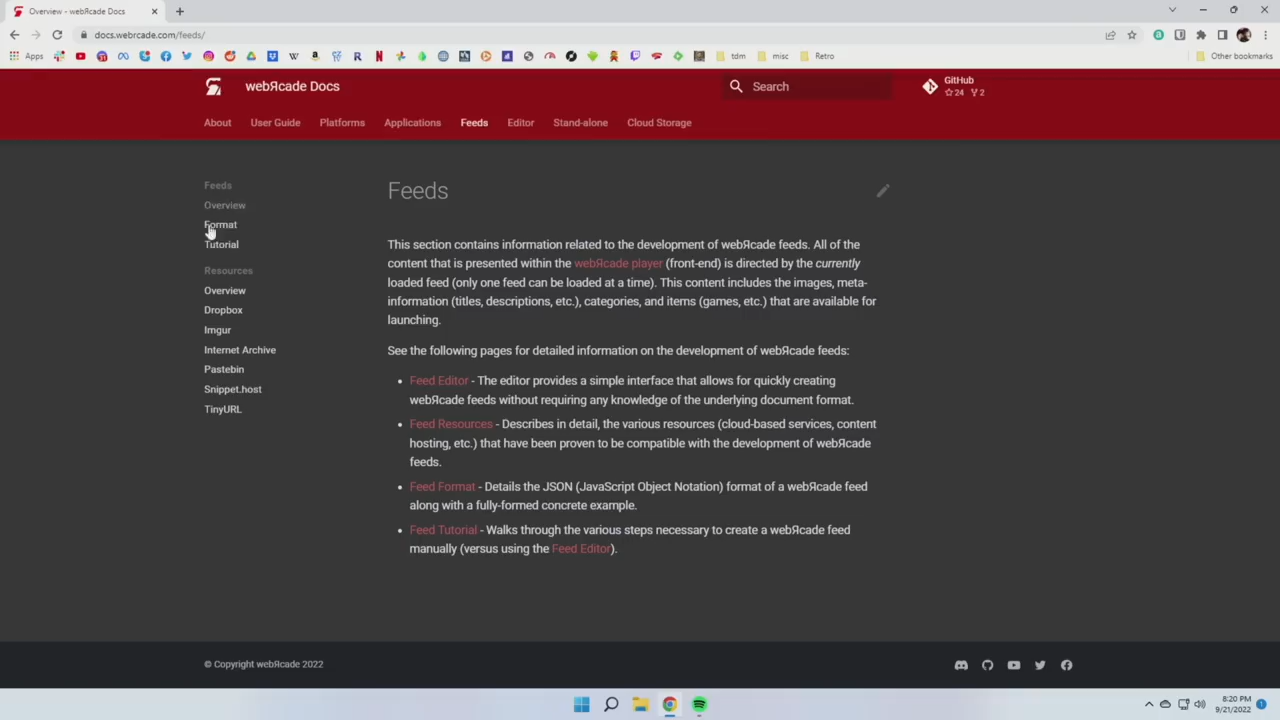 Overview - webRcade Docs
docs.webrcade.com/feeds/
Apps
tdm
misc
Retro
Other bookmarks
webЯcade Docs
Search
GitHub
24 2
About User Guide Platforms Applications Feeds Editor Stand-alone Cloud Storage
Feeds
Overview
Format
Tutorial
Resources
Overview
Dropbox
Imgur
Internet Archive
Pastebin
Snippet.host
TinyURL
Feeds
This section contains information related to the development of webЯcade feeds. All of the
content that is presented within the webЯcade player (front-end) is directed by the currently
loaded feed (only one feed can be loaded at a time). This content includes the images, meta-
information (titles, descriptions, etc.), categories, and items (games, etc.) that are available for
launching.
See the following pages for detailed information on the development of webЯcade feeds:
• Feed Editor - The editor provides a simple interface that allows for quickly creating
webЯcade feeds without requiring any knowledge of the underlying document format.
• Feed Resources - Describes in detail, the various resources (cloud-based services, content
hosting, etc.) that have been proven to be compatible with the development of webЯcade
feeds.
• Feed Format - Details the JSON (JavaScript Object Notation) format of a webЯcade feed
along with a fully-formed concrete example.
• Feed Tutorial - Walks through the various steps necessary to create a webЯcade feed
manually (versus using the Feed Editor).
© Copyright webЯcade 2022
8:20 PM
9/21/2022
1